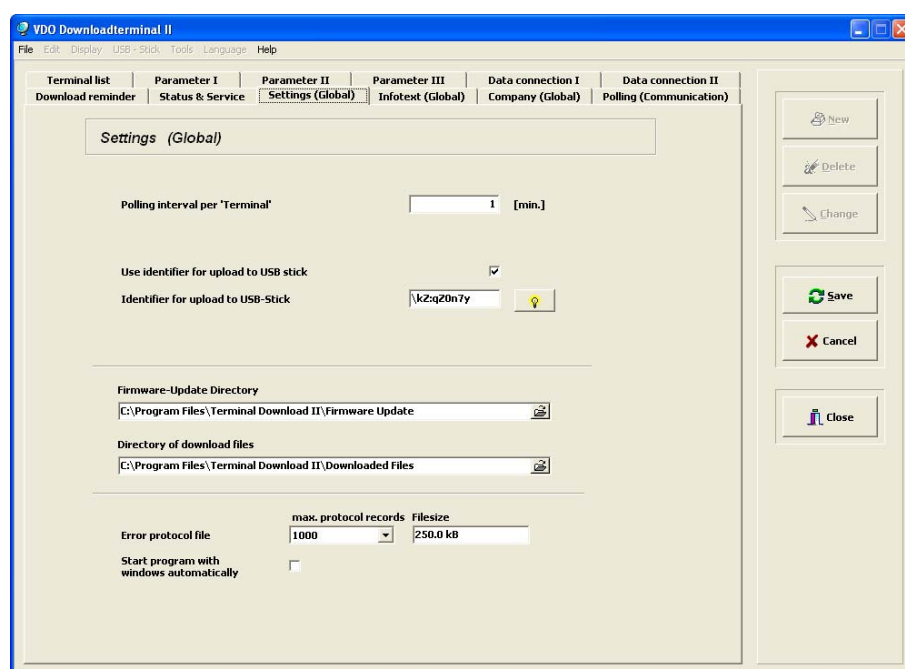 VDO Downloadterminal II
File Edit Display USB - Stick Tools Language Help
Terminal list Parameter I Parameter II Parameter III Data connection I Data connection II
Download reminder Status & Service Settings (Global) Infotext (Global) Company (Global) Polling (Communication)
Settings (Global)
New
Delete
Change
Polling interval per 'Terminal' 1 [min.]
Use identifier for upload to USB stick
Identifier for upload to USB-Stick \k2:qZ0n7y
Save
Cancel
Firmware-Update Directory
C:\Program Files\Terminal Download II\Firmware Update
Close
Directory of download files
C:\Program Files\Terminal Download II\Downloaded Files
max. protocol records Filesize
Error protocol file 1000 250.0 kB
Start program with
windows automatically